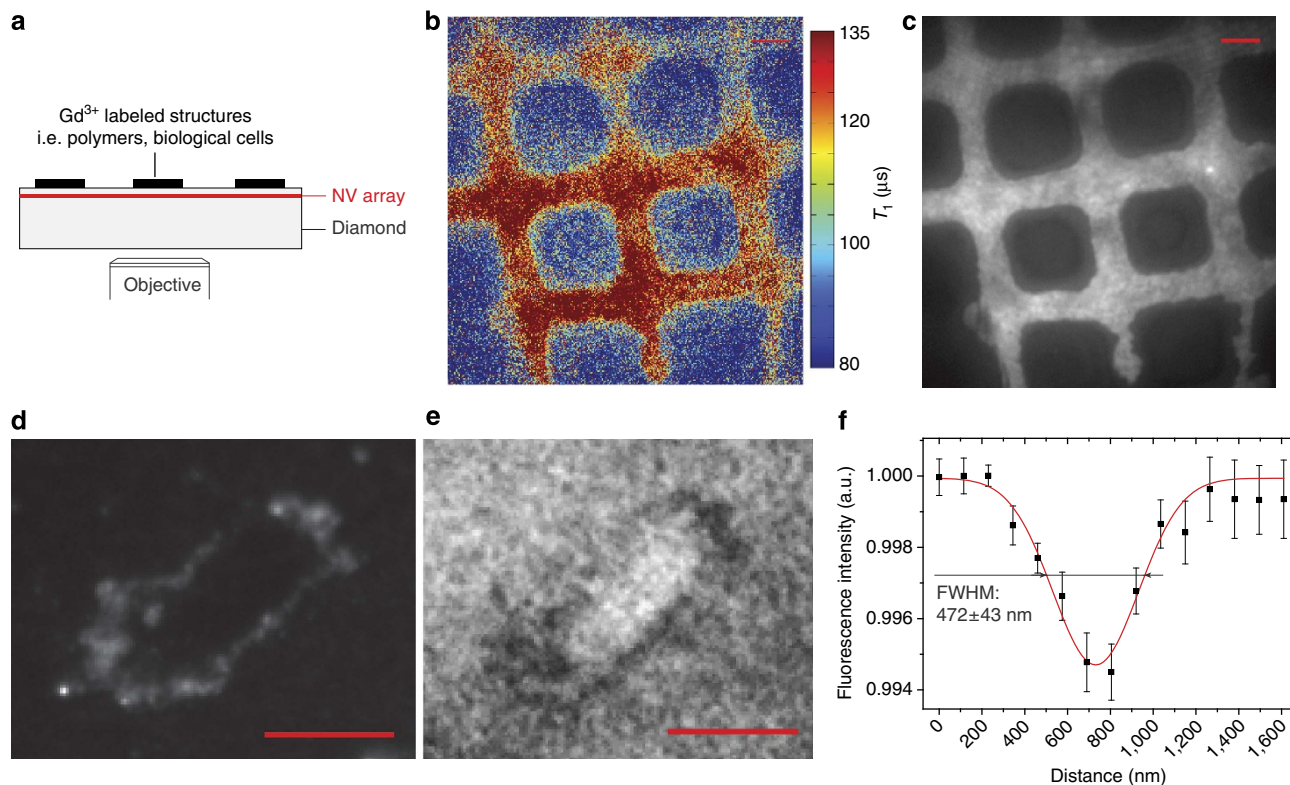 a
Gd³⁺ labeled structures
i.e. polymers, biological cells
NV array
Diamond
Objective
b
135
120
100
80
T₁ (µs)
c
d
e
f
Fluorescence intensity (a.u.)
1.000
0.998
0.996
0.994
FWHM:
472±43 nm
0
200
400
600
800
1,000
1,200
1,400
1,600
Distance (nm)